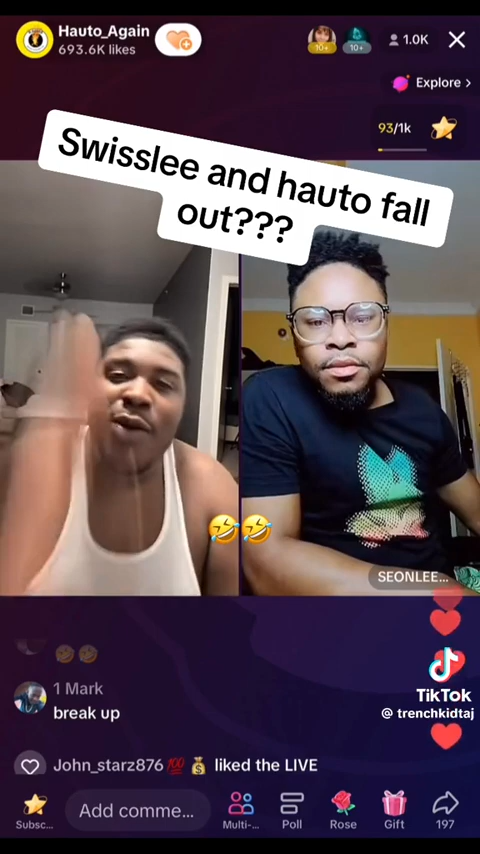 Hauto_Again
693.6K likes
10+
10+
1.0K
Explore
93/1k
Swisslee and hauto fall
out???
SEONLEE...
1 Mark
break up
TikTok
@ trenchkidtaj
John_starz876💯💰 liked the LIVE
Add comme...
Subsc...
Multi-...
Poll
Rose
Gift
197